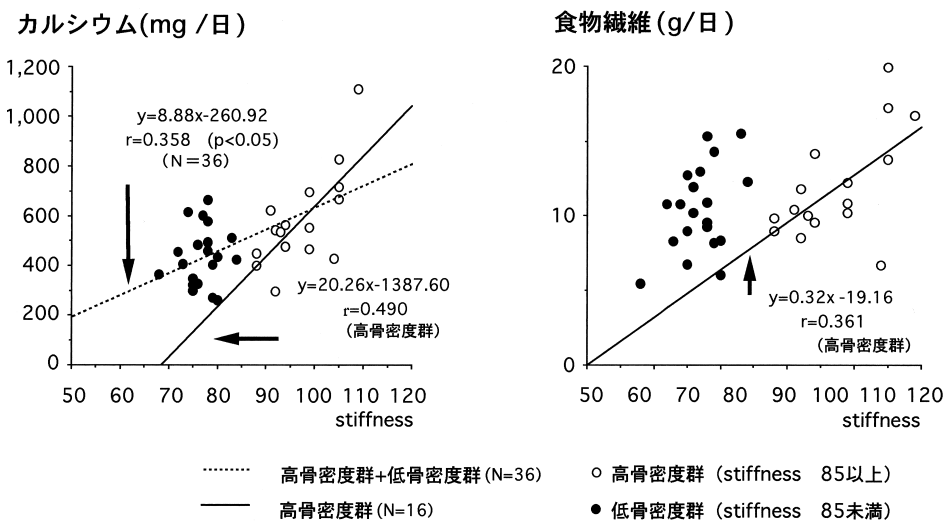 カルシウム(mg /日)
1,200
1,000
800
600
400
200
0
50 60 70 80 90 100 110 120
stiffness
y=8.88x-260.92
r=0.358 (p<0.05)
(N=36)
y=20.26x-1387.60
r=0.490
(高骨密度群)
食物繊維(g/日)
20
10
0
50 60 70 80 90 100 110 120
stiffness
y=0.32x -19.16
r=0.361
(高骨密度群)
高骨密度群+低骨密度群(N=36)
高骨密度群(N=16)
高骨密度群(stiffness 85以上)
低骨密度群(stiffness 85未満)